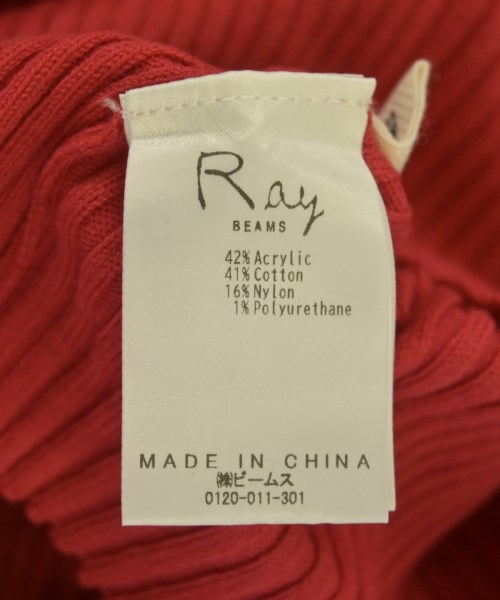 Ray
BEAMS
42% Acrylic
41% Cotton
16% Nylon
1% Polyurethane
MADE IN CHINA
㈱ビームス
0120-011-301